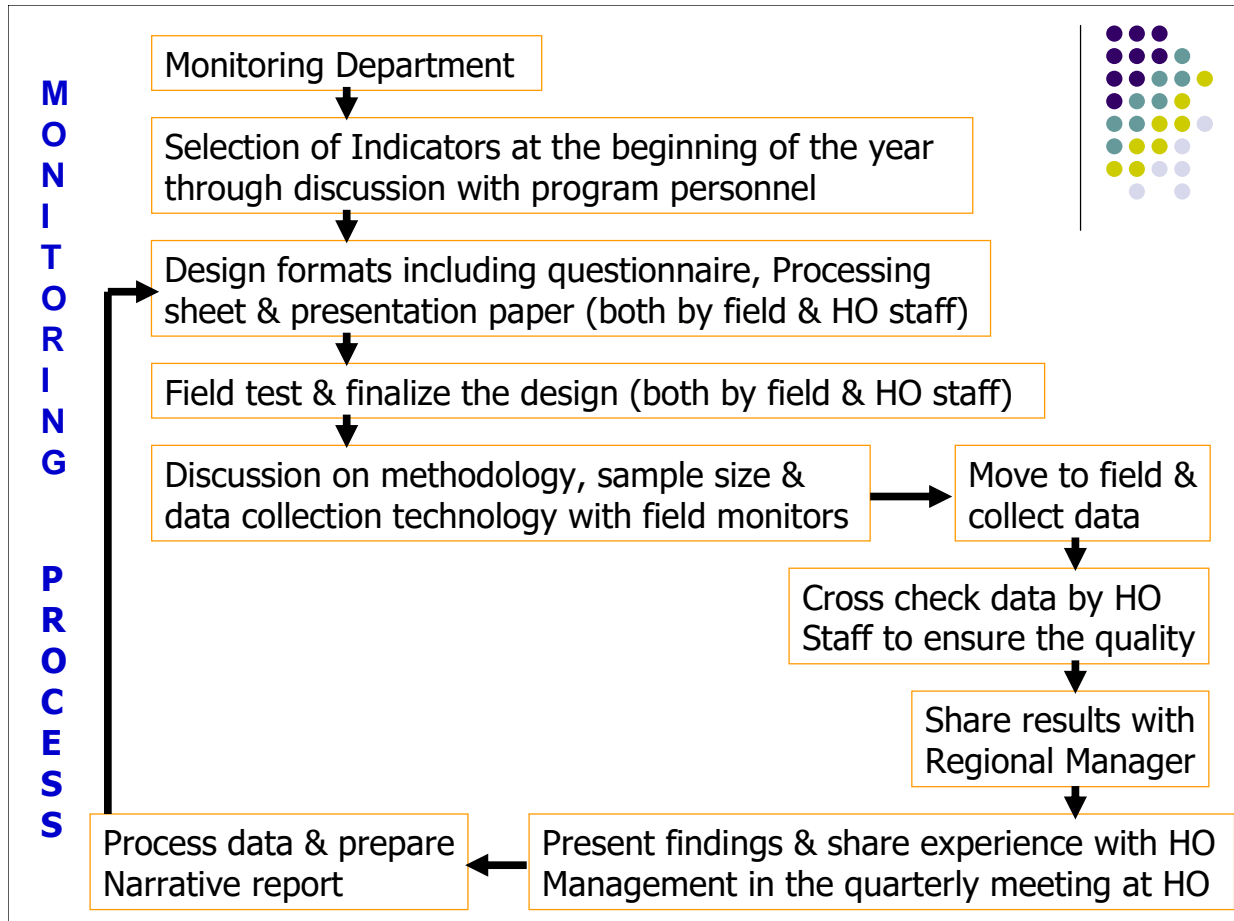 MONITORING
PROCESS
Monitoring Department
Selection of Indicators at the beginning of the year
through discussion with program personnel
Design formats including questionnaire, Processing
sheet & presentation paper (both by field & HO staff)
Field test & finalize the design (both by field & HO staff)
Discussion on methodology, sample size &
data collection technology with field monitors
Move to field &
collect data
Cross check data by HO
Staff to ensure the quality
Share results with
Regional Manager
Present findings & share experience with HO
Management in the quarterly meeting at HO
Process data & prepare
Narrative report